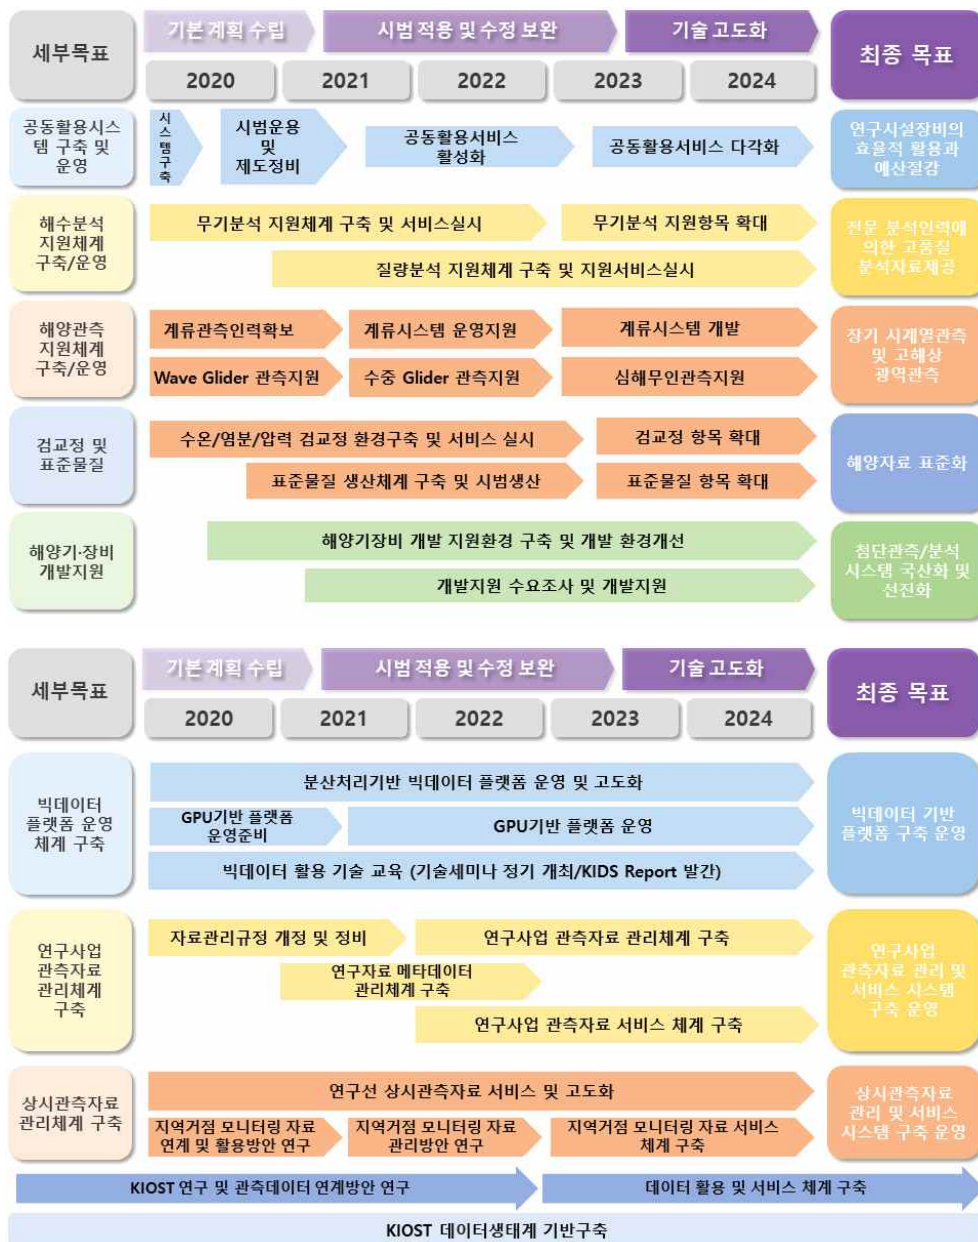 세부목표
기본 계획 수립
시범 적용 및 수정 보완
기술 고도화
최종 목표
2020
2021
2022
2023
2024
공동활용시스
템 구축 및
운영
시
스
템
구
축
시범운용
및
제도정비
공동활용서비스
활성화
공동활용서비스 다각화
연구시설장비의
효율적 활용과
예산절감
해수분석
지원체계
구축/운영
무기분석 지원체계 구축 및 서비스실시
무기분석 지원항목 확대
질량분석 지원체계 구축 및 지원서비스실시
전문 분석인력에
의한 고품질
분석자료제공
해양관측
지원체계
구축/운영
계류관측인력확보
계류시스템 운영지원
계류시스템 개발
Wave Glider 관측지원
수중 Glider 관측지원
심해무인관측지원
장기 시계열관측
및 고해상
광역관측
검교정 및
표준물질
수온/염분/압력 검교정 환경구축 및 서비스 실시
검교정 항목 확대
표준물질 생산체계 구축 및 시범생산
표준물질 항목 확대
해양자료 표준화
해양기·장비
개발지원
해양기장비 개발 지원환경 구축 및 개발 환경개선
개발지원 수요조사 및 개발지원
첨단관측/분석
시스템 국산화 및
선진화
세부목표
기본 계획 수립
시범 적용 및 수정 보완
기술 고도화
최종 목표
2020
2021
2022
2023
2024
빅데이터
플랫폼 운영
체계 구축
분산처리기반 빅데이터 플랫폼 운영 및 고도화
GPU기반 플랫폼
운영준비
GPU기반 플랫폼 운영
빅데이터 활용 기술 교육 (기술세미나 정기 개최/KIDS Report 발간)
빅데이터 기반
플랫폼 구축 운영
연구사업
관측자료
관리체계
구축
자료관리규정 개정 및 정비
연구사업 관측자료 관리체계 구축
연구자료 메타데이터
관리체계 구축
연구사업 관측자료 서비스 체계 구축
연구사업
관측자료 관리 및
서비스 시스템
구축 운영
상시관측자료
관리체계 구축
연구선 상시관측자료 서비스 및 고도화
지역거점 모니터링 자료
연계 및 활용방안 연구
지역거점 모니터링 자료
관리방안 연구
지역거점 모니터링 자료 서비스
체계 구축
상시관측자료
관리 및 서비스
시스템 구축 운영
KIOST 연구 및 관측데이터 연계방안 연구
데이터 활용 및 서비스 체계 구축
KIOST 데이터생태계 기반구축